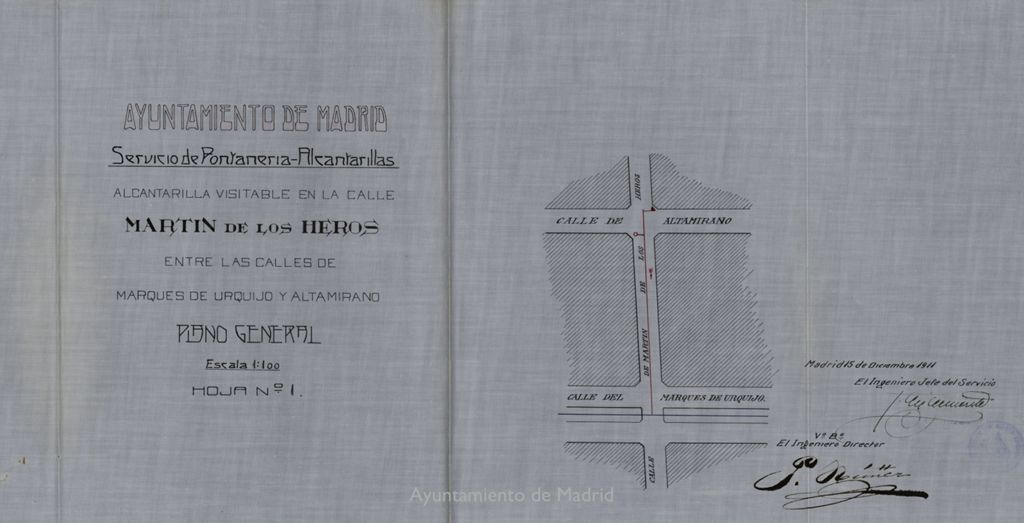 AYUNTAMIENTO DE MADRID
Servicio de Fontaneria-Alcantarillas
ALCANTARILLA VISITABLE EN LA CALLE
MARTIN DE LOS HEROS
ENTRE LAS CALLES DE
MARQUES DE URQUIJO Y ALTAMIRANO
PLANO GENERAL
Escala 1:100
HOJA Nº 1.
HEROS
CALLE DE ALTAMIRANO
LOS
DE
DE MARTIN
CALLE DEL MARQUES DE URQUIJO.
CALLE
Madrid 15 de Diciembre 1911
El Ingeniero Jefe del Servicio
Vº Bº
El Ingeniero Director
P. Núñez
Ayuntamiento de Madrid